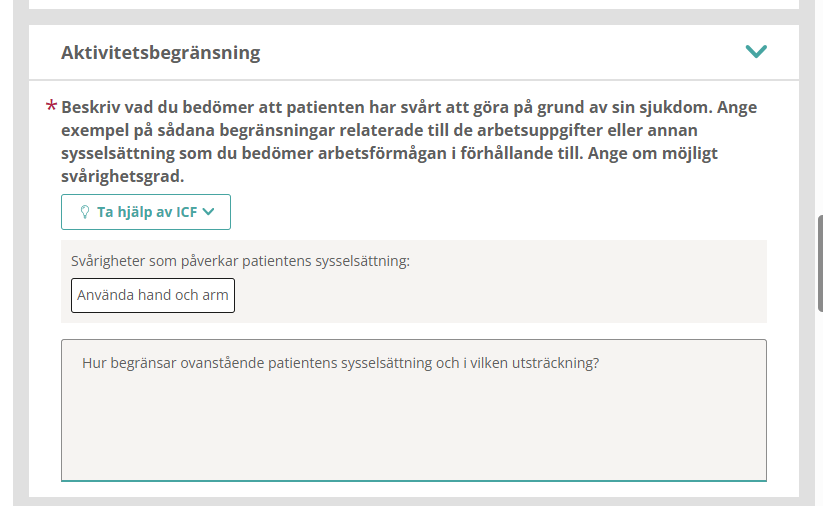 Aktivitetsbegränsning
* Beskriv vad du bedömer att patienten har svårt att göra på grund av sin sjukdom. Ange
exempel på sådana begränsningar relaterade till de arbetsuppgifter eller annan
sysselsättning som du bedömer arbetsförmågan i förhållande till. Ange om möjligt
svårighetsgrad.
Ta hjälp av ICF
Svårigheter som påverkar patientens sysselsättning:
Använda hand och arm
Hur begränsar ovanstående patientens sysselsättning och i vilken utsträckning?